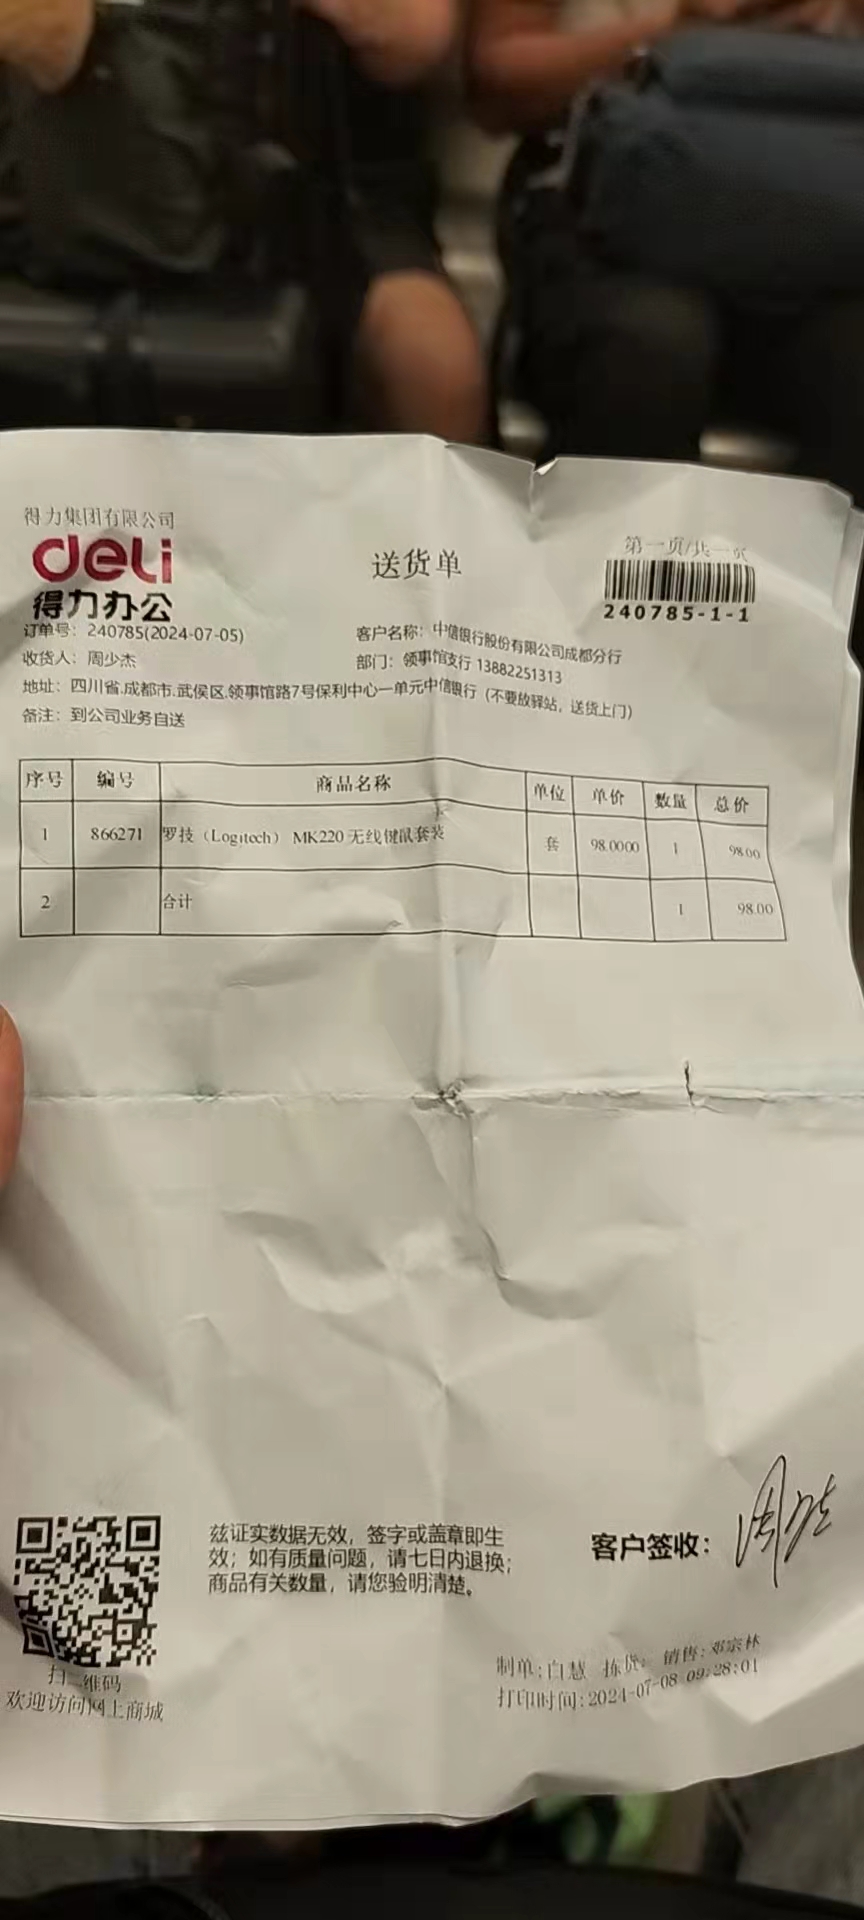 得力集团有限公司
deli
得力办公
送货单
第一页/共一页
240785-1-1
订单号：240785(2024-07-05)
客户名称：中信银行股份有限公司成都分行
收货人：周少杰
部门：领事馆支行 13882251313
地址：四川省.成都市.武侯区.领事馆路7号保利中心一单元中信银行（不要放驿站，送货上门）
备注：到公司业务自送
序号 编号 商品名称 单位 单价 数量 总价
1 866271 罗技（Logitech） MK220 无线键鼠套装 套 98.0000 1 98.00
2 合计 1 98.00
兹证实数据无效，签字或盖章即生
效；如有质量问题，请七日内退换；
商品有关数量，请您验明清楚。
客户签收：
扫二维码
欢迎访问网上商城
制单:白慧 拣货: 销售:邓宗林
打印时间:2024-07-08 09:28:01